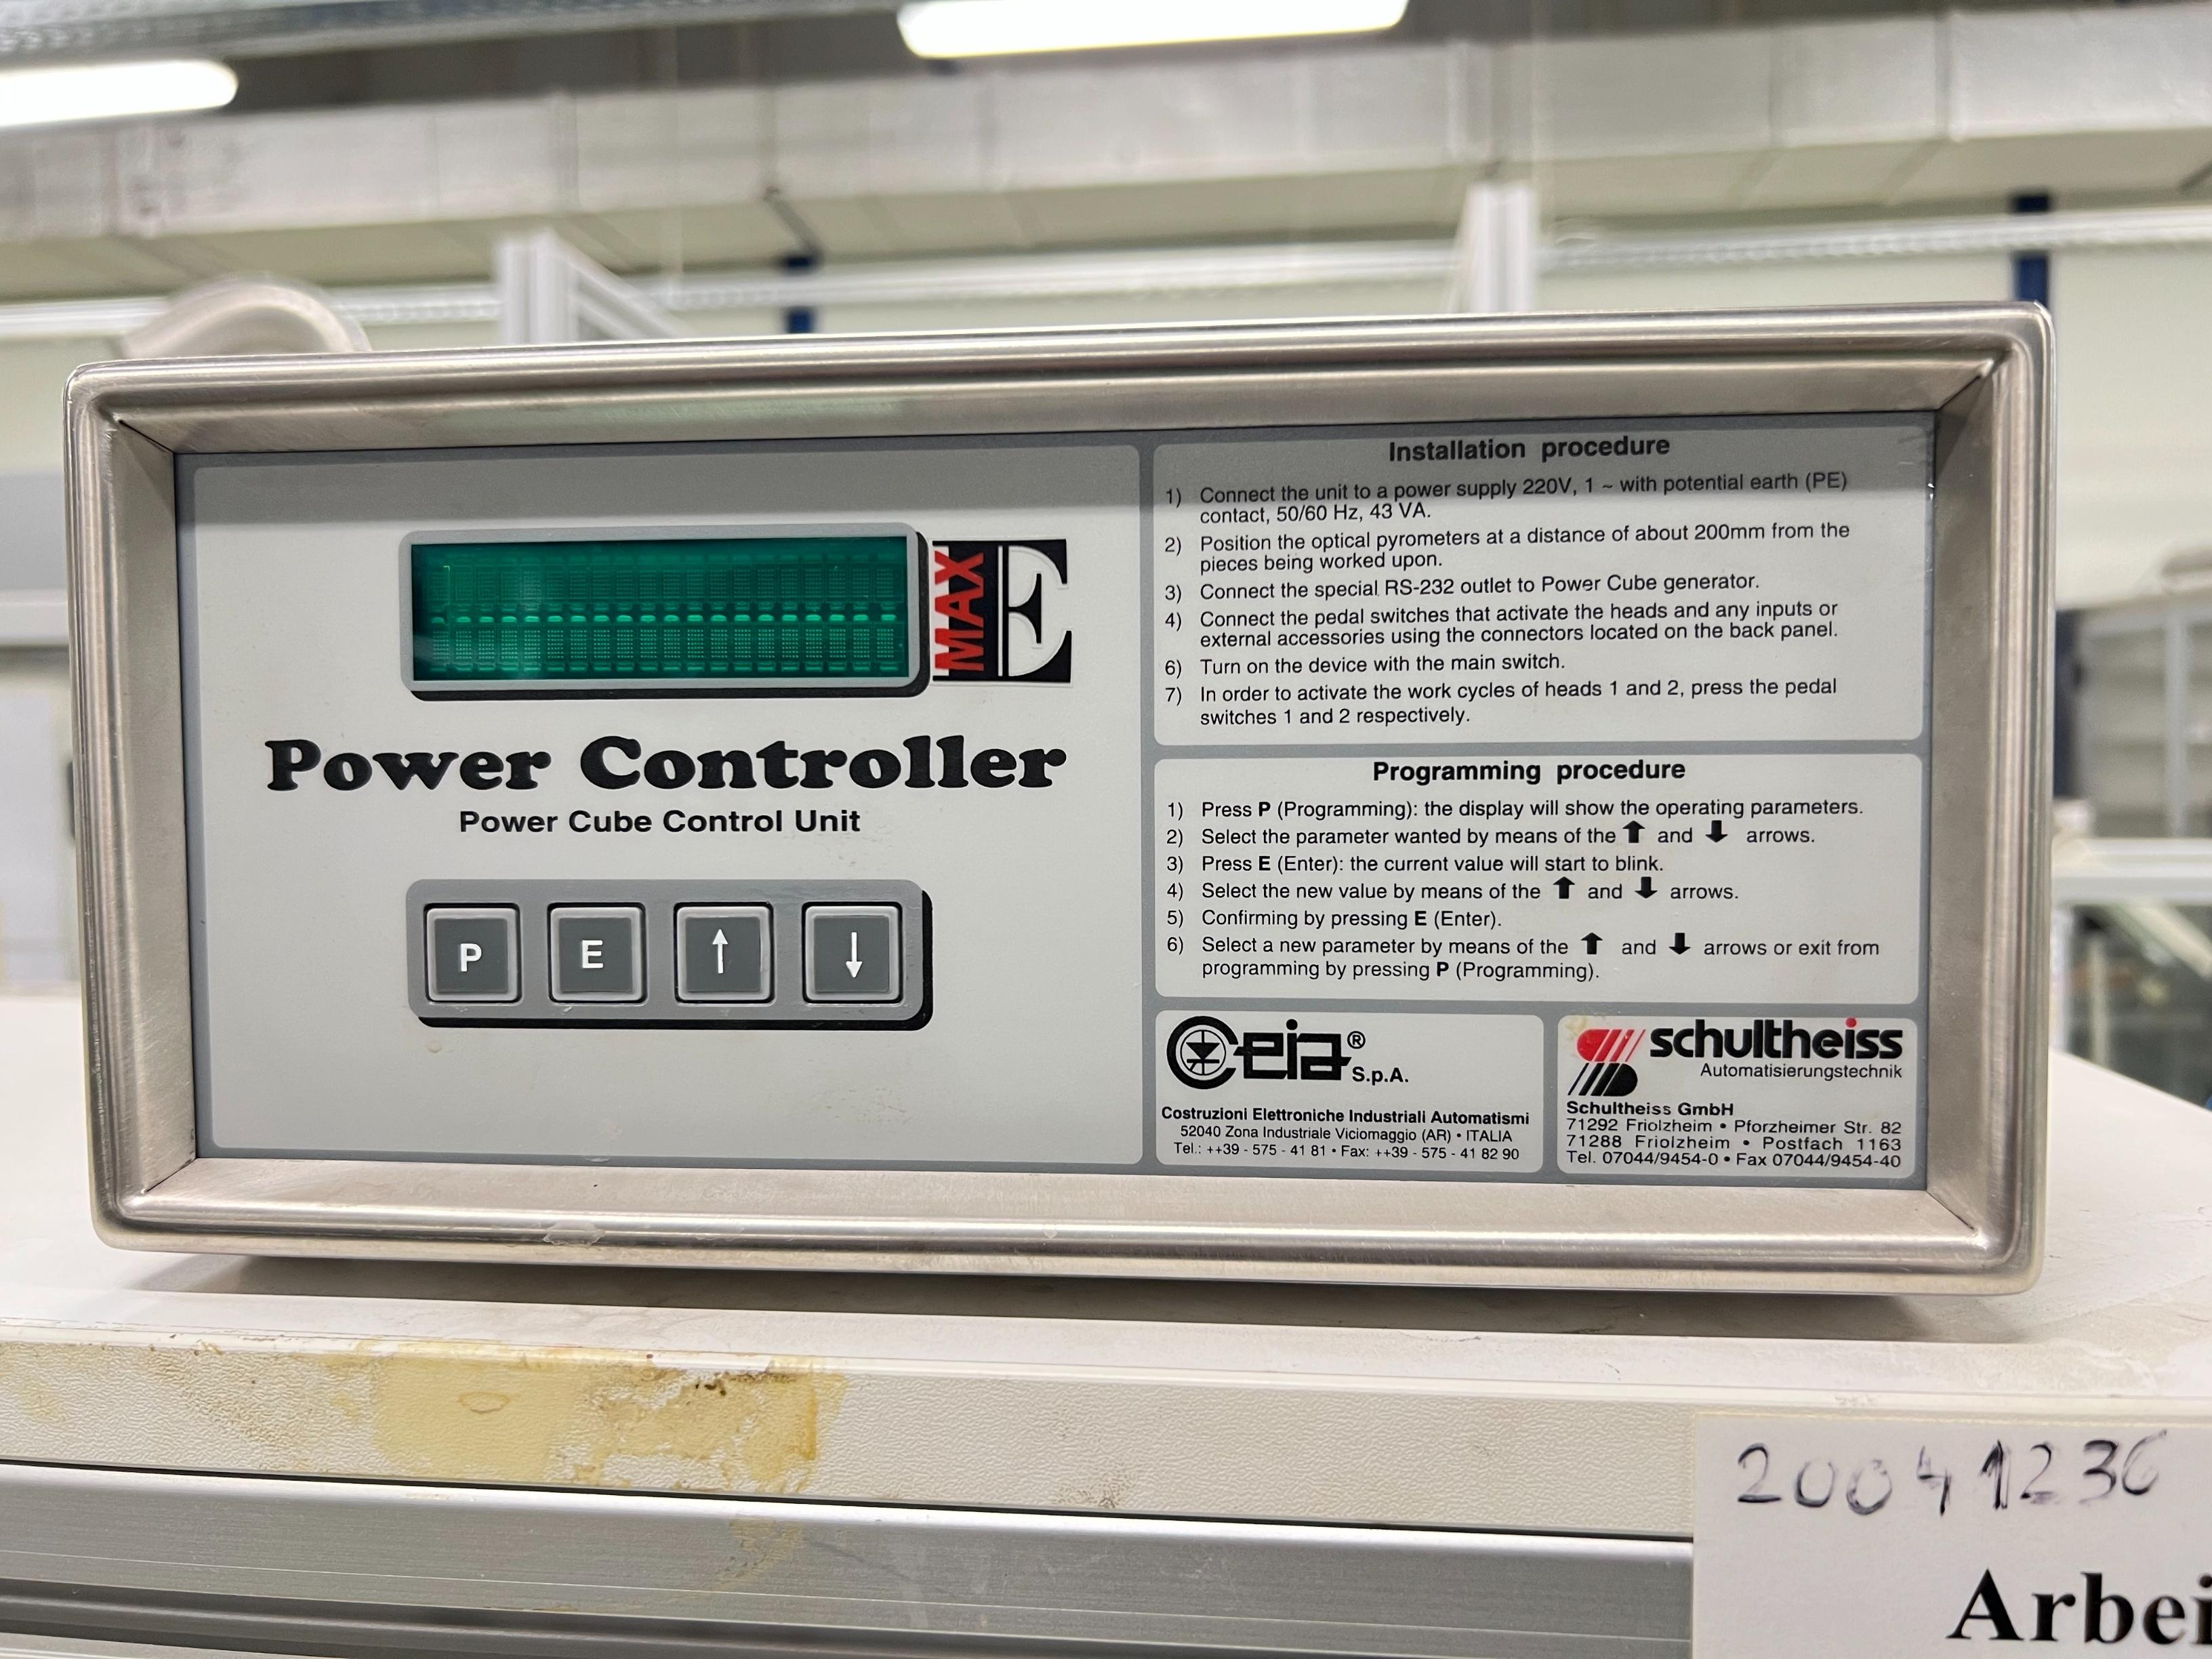 MAX
E
Power Controller
Power Cube Control Unit
P E ↑ ↓
Installation procedure
1) Connect the unit to a power supply 220V, 1 ~ with potential earth (PE)
contact, 50/60 Hz, 43 VA.
2) Position the optical pyrometers at a distance of about 200mm from the
pieces being worked upon.
3) Connect the special RS-232 outlet to Power Cube generator.
4) Connect the pedal switches that activate the heads and any inputs or
external accessories using the connectors located on the back panel.
6) Turn on the device with the main switch.
7) In order to activate the work cycles of heads 1 and 2, press the pedal
switches 1 and 2 respectively.
Programming procedure
1) Press P (Programming): the display will show the operating parameters.
2) Select the parameter wanted by means of the ⬆ and ⬇ arrows.
3) Press E (Enter): the current value will start to blink.
4) Select the new value by means of the ⬆ and ⬇ arrows.
5) Confirming by pressing E (Enter).
6) Select a new parameter by means of the ⬆ and ⬇ arrows or exit from
programming by pressing P (Programming).
Ceia® S.p.A.
Costruzioni Elettroniche Industriali Automatismi
52040 Zona Industriale Viciomaggio (AR) • ITALIA
Tel.: ++39 - 575 - 41 81 • Fax: ++39 - 575 - 41 82 90
schultheiss
Automatisierungstechnik
Schultheiss GmbH
71292 Friolzheim • Pforzheimer Str. 82
71288 Friolzheim • Postfach 1163
Tel. 07044/9454-0 • Fax 07044/9454-40
20041236
Arbei